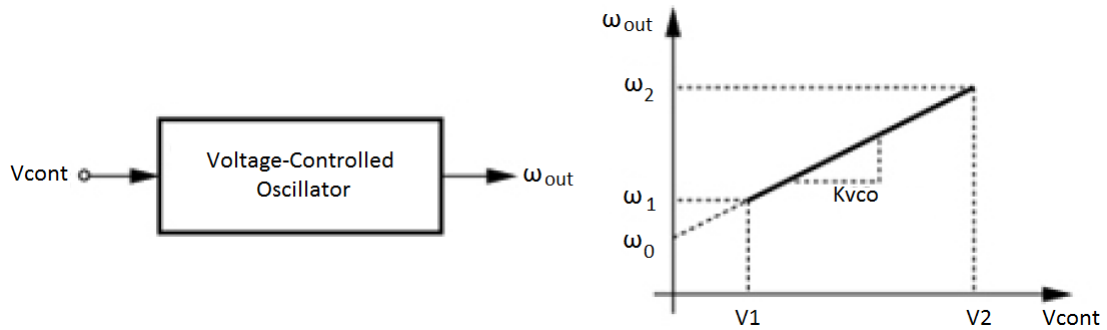 Vcont
Voltage-Controlled
Oscillator
ωout
ωout
ω2
ω1
ω0
Kvco
V1
V2
Vcont